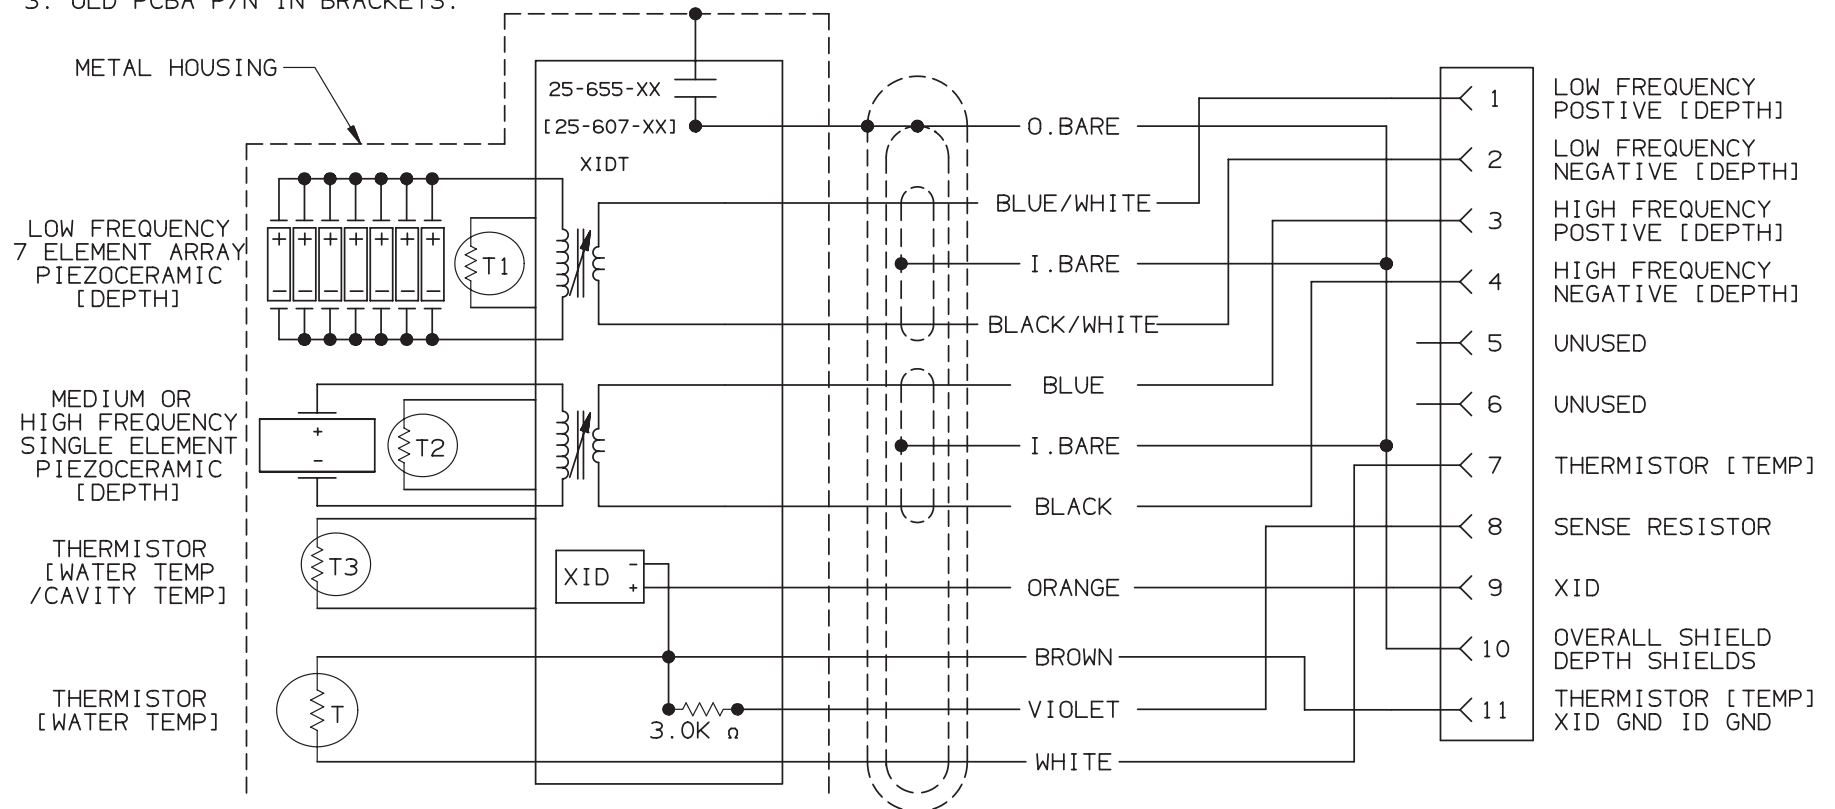 3. OLD PCBA P/N IN BRACKETS.
METAL HOUSING
25-655-XX
[25-607-XX]
XIDT
LOW FREQUENCY
7 ELEMENT ARRAY
PIEZOCERAMIC
[DEPTH]
+ + + + + + +
− − − − − − −
T1
MEDIUM OR
HIGH FREQUENCY
SINGLE ELEMENT
PIEZOCERAMIC
[DEPTH]
+
-
T2
THERMISTOR
[WATER TEMP
/CAVITY TEMP]
T3
XID
-
+
THERMISTOR
[WATER TEMP]
T
3.0K Ω
O.BARE
BLUE/WHITE
I.BARE
BLACK/WHITE
BLUE
I.BARE
BLACK
ORANGE
BROWN
VIOLET
WHITE
1 LOW FREQUENCY
POSTIVE [DEPTH]
2 LOW FREQUENCY
NEGATIVE [DEPTH]
3 HIGH FREQUENCY
POSTIVE [DEPTH]
4 HIGH FREQUENCY
NEGATIVE [DEPTH]
5 UNUSED
6 UNUSED
7 THERMISTOR [TEMP]
8 SENSE RESISTOR
9 XID
10 OVERALL SHIELD
DEPTH SHIELDS
11 THERMISTOR [TEMP]
XID GND ID GND